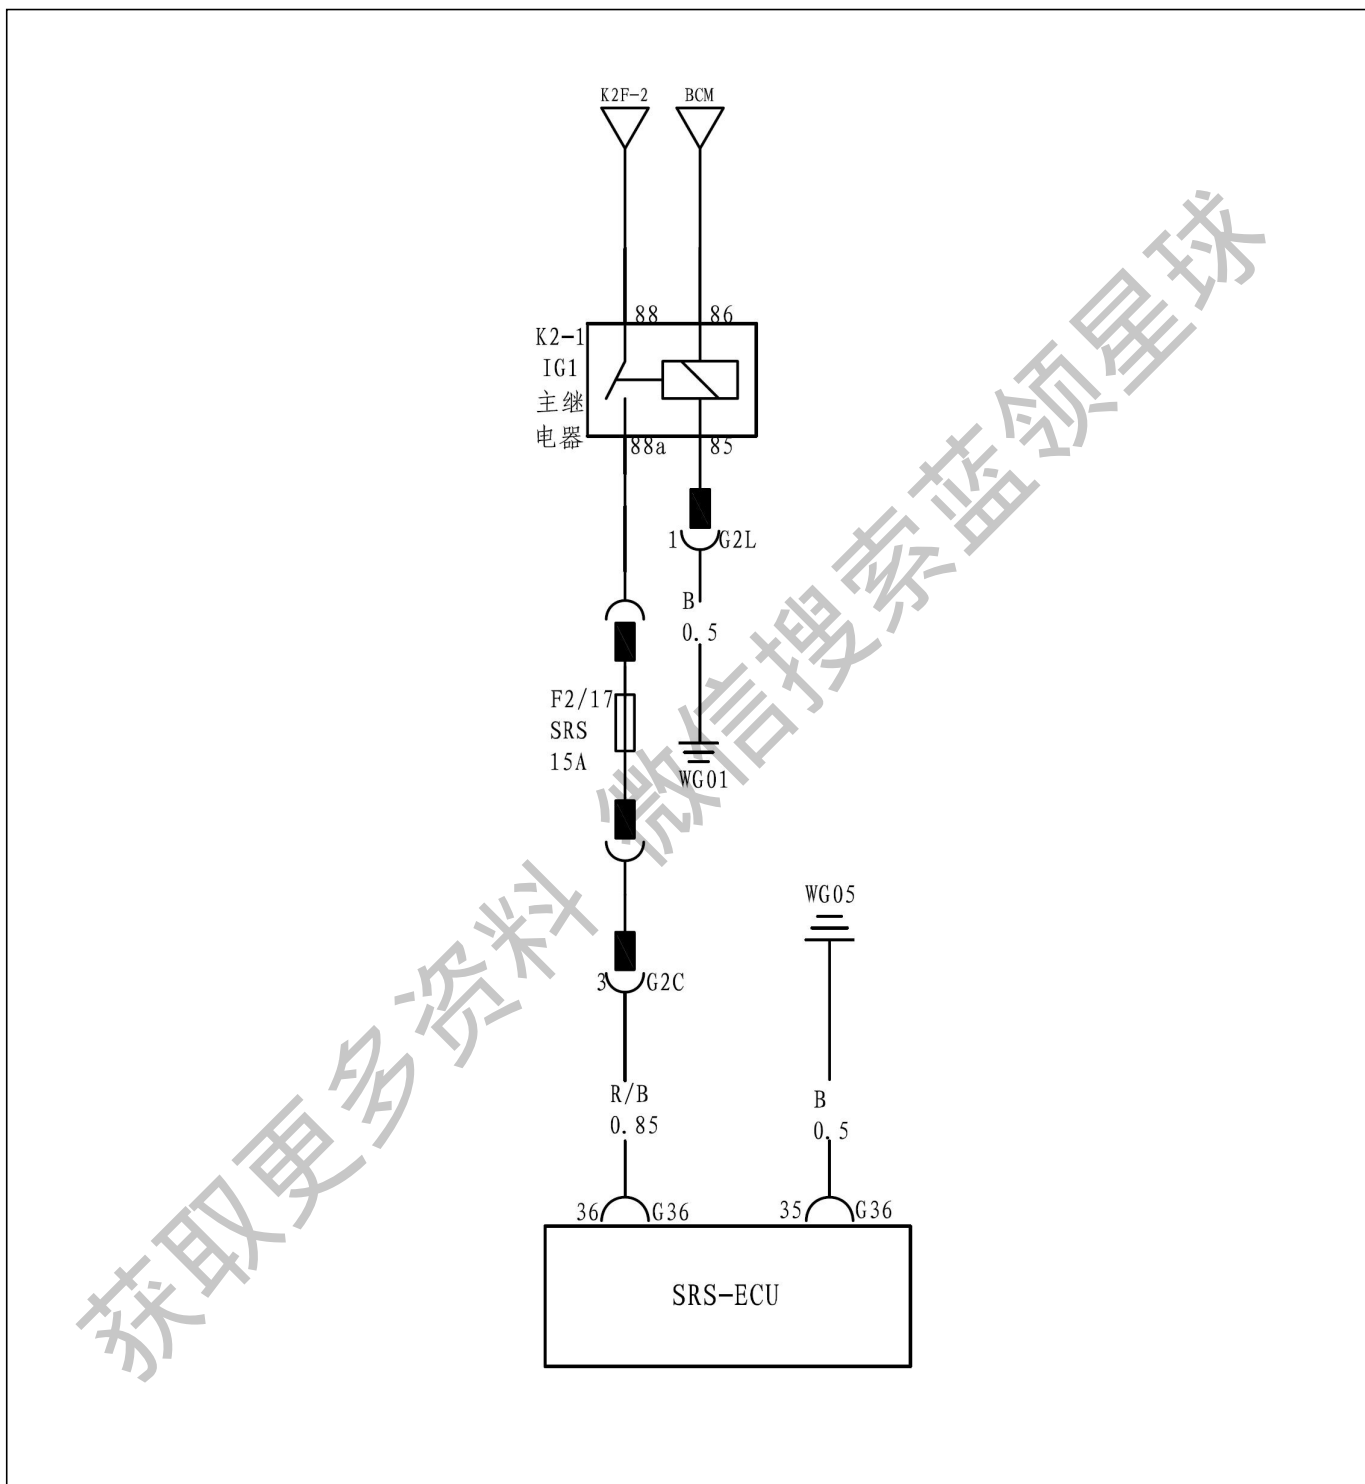 K2F-2
BCM
88
86
K2-1
IG1
主继
电器
88a
85
1
G2L
B
0.5
F2/17
SRS
15A
WG01
WG05
3
G2C
R/B
0.85
B
0.5
36
G36
35
G36
SRS-ECU
获取更多资料 微信搜索蓝领星球